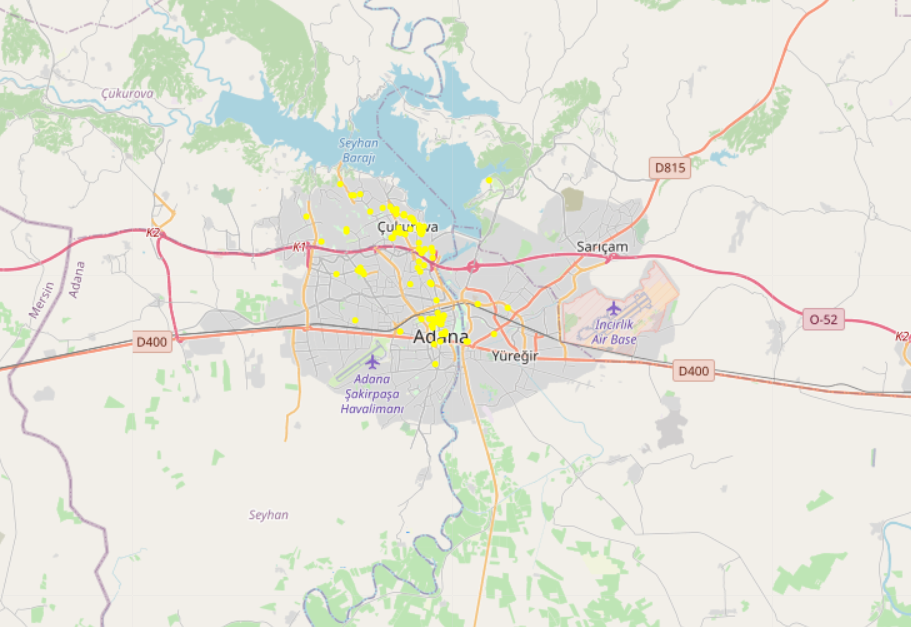 Çukurova
Seyhan
Barajı
D815
K2
Çukurova
K1
Sarıçam
Mersin
Adana
İncirlik
Air Base
O-52
D400
Adana
Yüreğir
K2
D400
Adana
Şakirpaşa
Havalimanı
Seyhan